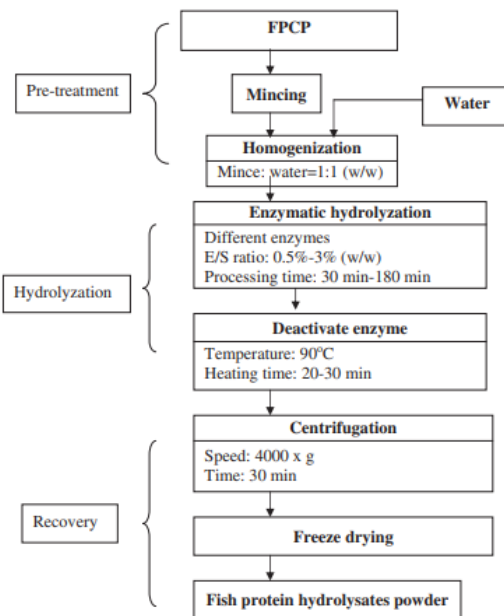 FPCP
Pre-treatment
Mincing
Water
Homogenization
Mince: water=1:1 (w/w)
Enzymatic hydrolyzation
Different enzymes
E/S ratio: 0.5%-3% (w/w)
Processing time: 30 min-180 min
Hydrolyzation
Deactivate enzyme
Temperature: 90°C
Heating time: 20-30 min
Centrifugation
Speed: 4000 x g
Time: 30 min
Recovery
Freeze drying
Fish protein hydrolysates powder